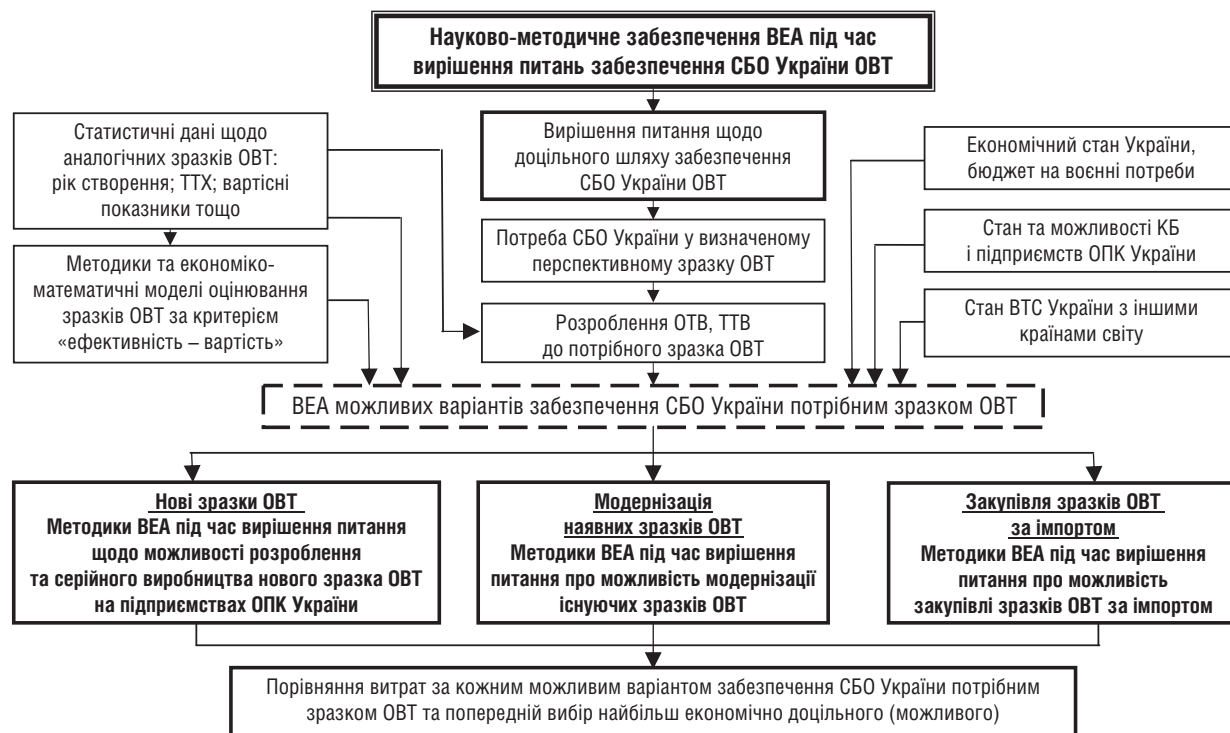 Науково-методичне забезпечення ВЕА під час
вирішення питань забезпечення СБО України ОВТ
Статистичні дані щодо
аналогічних зразків ОВТ:
рік створення; ТТХ; вартісні
показники тощо
Методики та економіко-
математичні моделі оцінювання
зразків ОВТ за критерієм
«ефективність – вартість»
Вирішення питання щодо
доцільного шляху забезпечення
СБО України ОВТ
Потреба СБО України у визначеному
перспективному зразку ОВТ
Розроблення ОТВ, ТТВ
до потрібного зразка ОВТ
Економічний стан України,
бюджет на воєнні потреби
Стан та можливості КБ
і підприємств ОПК України
Стан ВТС України з іншими
країнами світу
ВЕА можливих варіантів забезпечення СБО України потрібним зразком ОВТ
Нові зразки ОВТ
Методики ВЕА під час вирішення питання
щодо можливості розроблення
та серійного виробництва нового зразка ОВТ
на підприємствах ОПК України
Модернізація
наявних зразків ОВТ
Методики ВЕА під час вирішення
питання про можливість модернізації
існуючих зразків ОВТ
Закупівля зразків ОВТ
за імпортом
Методики ВЕА під час вирішення
питання про можливість
закупівлі зразків ОВТ за імпортом
Порівняння витрат за кожним можливим варіантом забезпечення СБО України потрібним
зразком ОВТ та попередній вибір найбільш економічно доцільного (можливого)